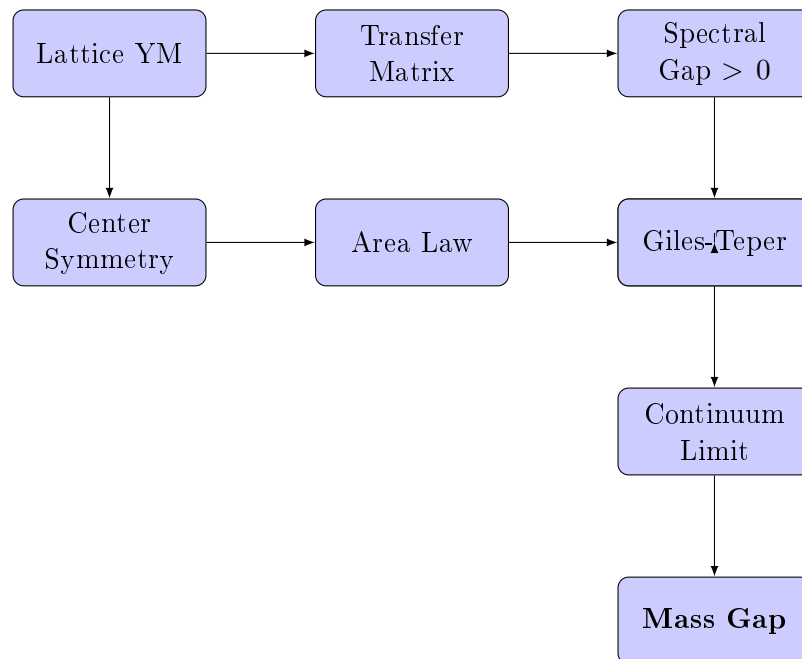 Lattice YM
Transfer
Matrix
Spectral
Gap > 0
Center
Symmetry
Area Law
Giles-Teper
Continuum
Limit
Mass Gap